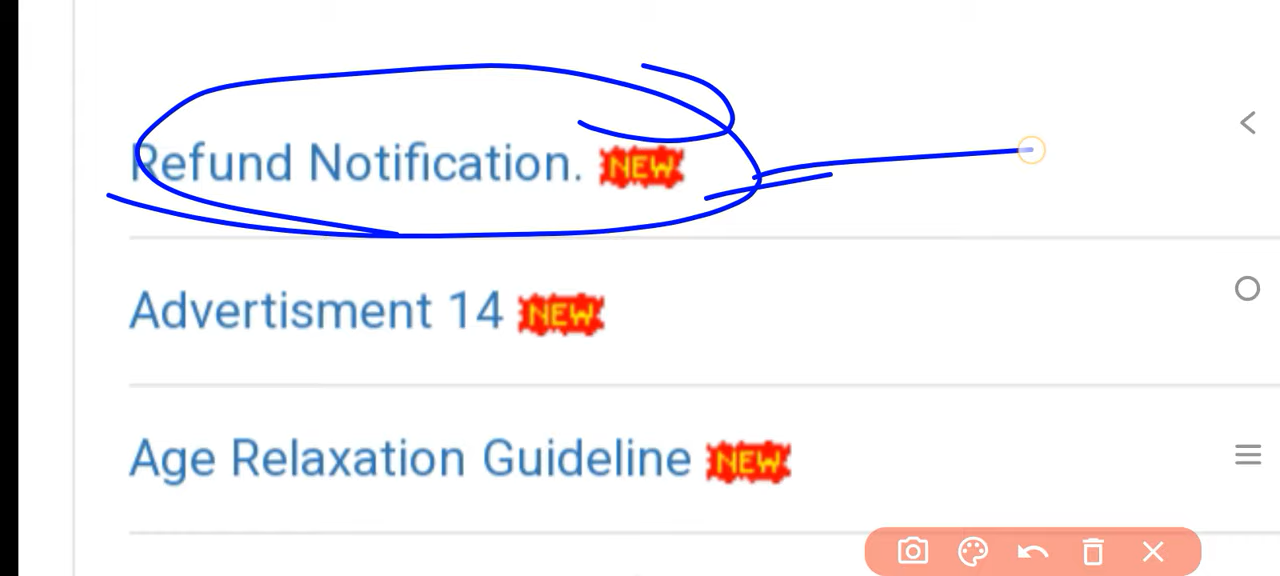 Refund Notification. NEW
Advertisment 14 NEW
Age Relaxation Guideline NEW